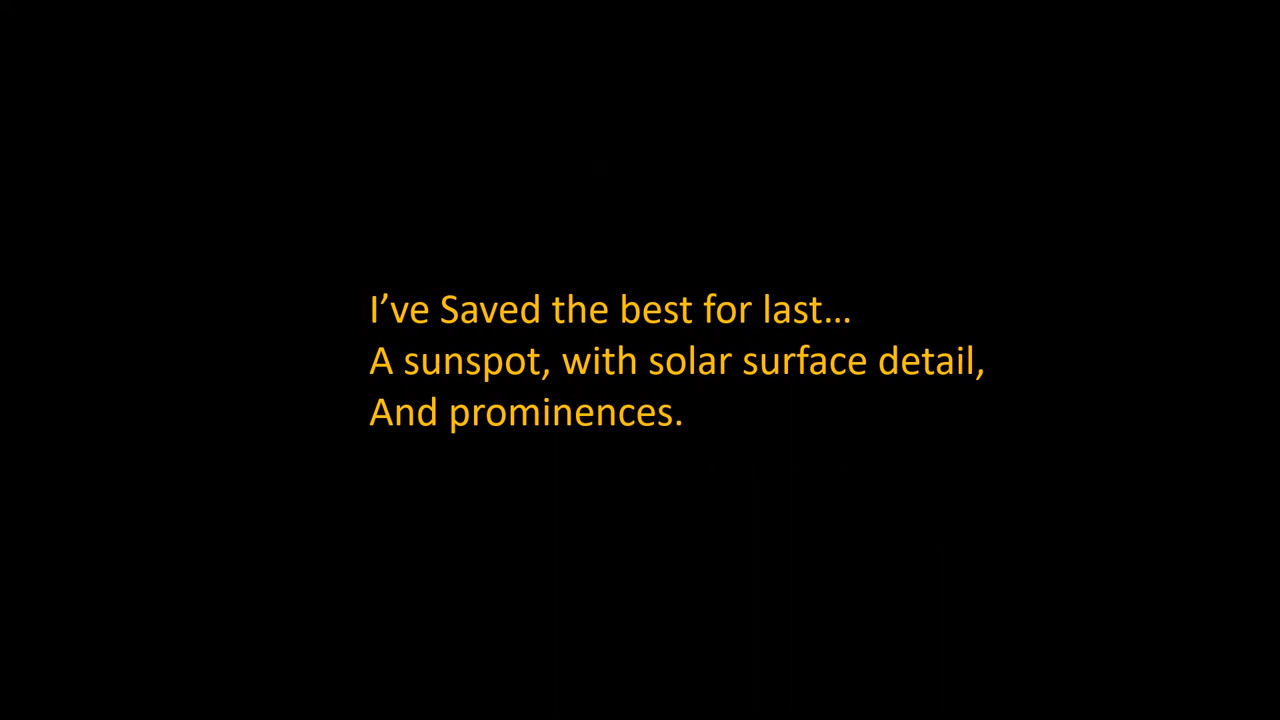 I’ve Saved the best for last…
A sunspot, with solar surface detail,
And prominences.